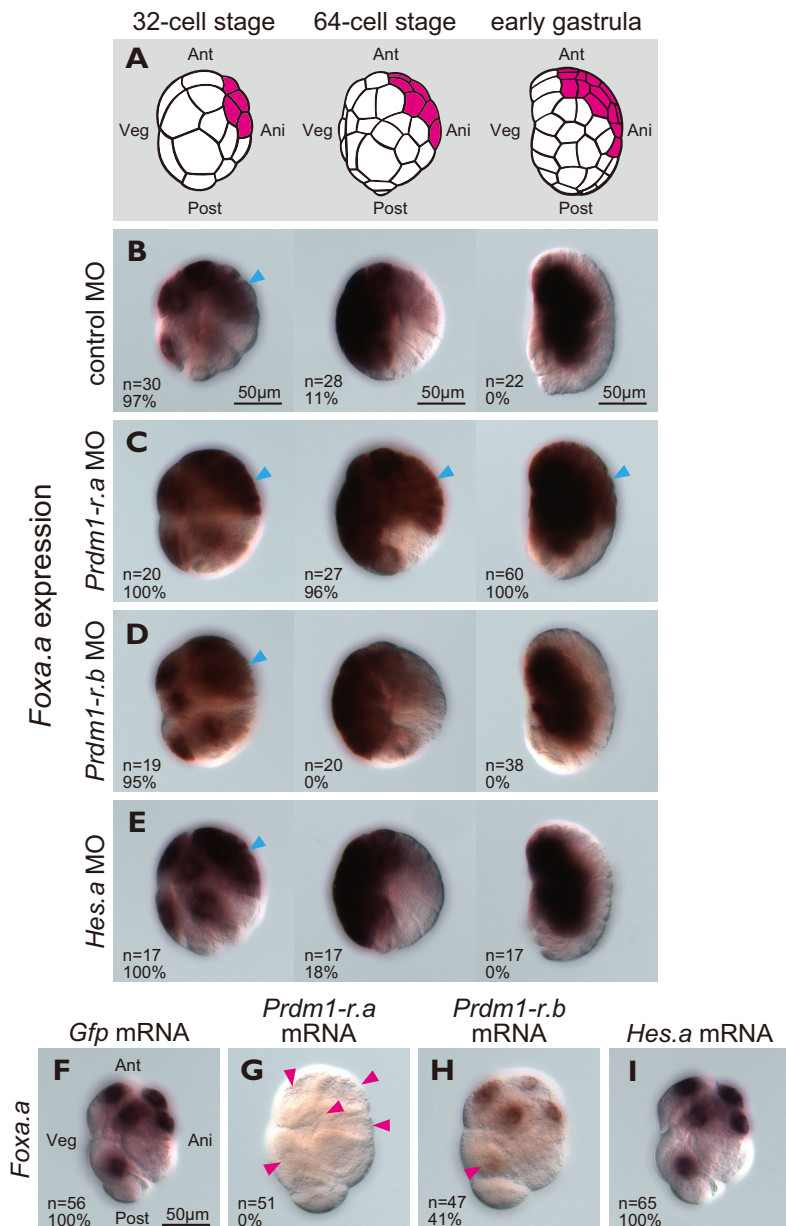 32-cell stage 64-cell stage early gastrula
A Ant Ant Ant
Veg Ani Veg Ani Veg Ani
Post Post Post
Foxa.a expression
control MO
B
n=30 n=28 n=22
97% 50μm 11% 0% 50μm
Prdm1-r.a MO
C
n=20 n=27 n=60
100% 96% 100%
Prdm1-r.b MO
D
n=19 n=20 n=38
95% 0% 0%
Hes.a MO
E
n=17 n=17 n=17
100% 18% 0%
Gfp mRNA Prdm1-r.a mRNA Prdm1-r.b mRNA Hes.a mRNA
Foxa.a
F Ant G H I
Veg Ani
Post
n=56 n=51 n=47 n=65
100% 50μm 0% 41% 100%